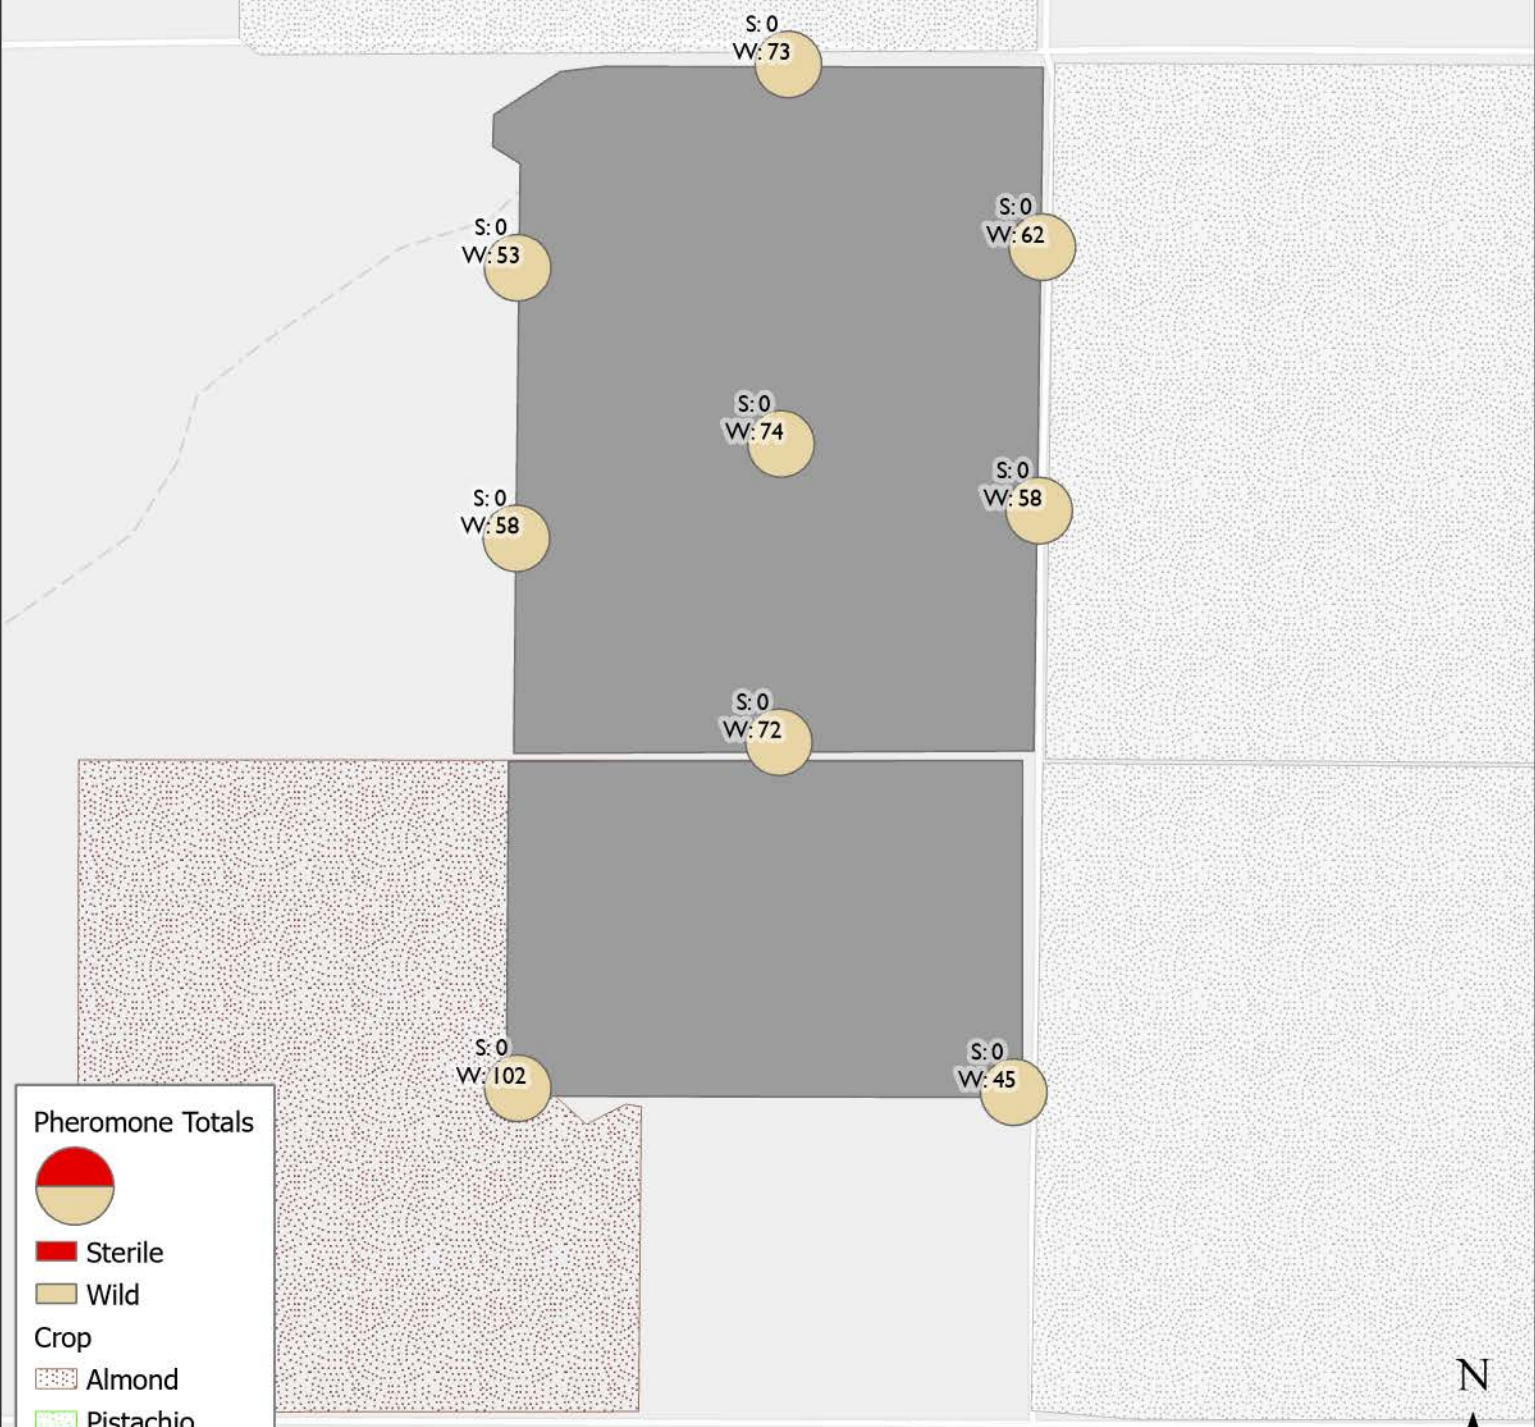 S: 0
W: 73
S: 0
W: 62
S: 0
W: 53
S: 0
W: 74
S: 0
W: 58
S: 0
W: 58
S: 0
W: 72
S: 0
W: 102
S: 0
W: 45
Pheromone Totals
Sterile
Wild
Crop
Almond
Pistachio
N